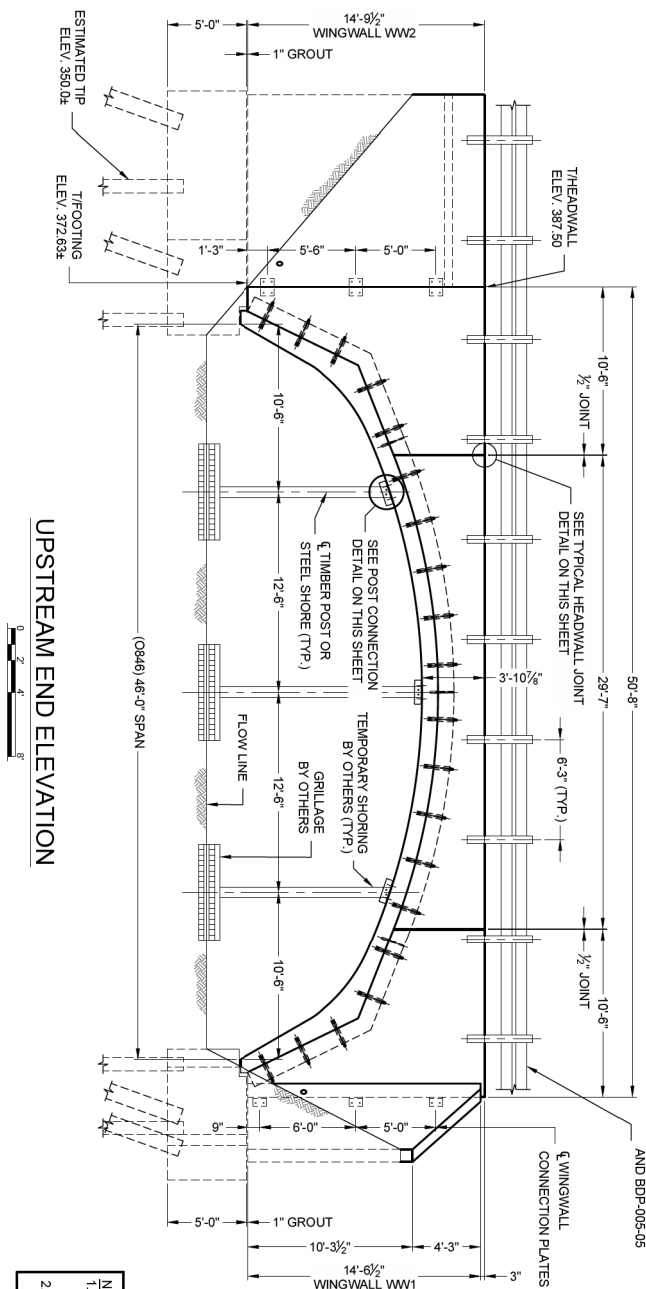 AND BDP-005-05
50'-8"
10'-6"
29'-7"
10'-6"
½" JOINT
½" JOINT
6'-3" (TYP.)
℄ WINGWALL
CONNECTION PLATES
T/HEADWALL
ELEV. 387.50
SEE TYPICAL HEADWALL JOINT
DETAIL ON THIS SHEET
3"
14'-9½"
WINGWALL WW2
3'-10⅞"
4'-3"
14'-6½"
WINGWALL WW1
10'-3½"
5'-0"
5'-6"
1'-3"
5'-0"
6'-0"
9"
SEE POST CONNECTION
DETAIL ON THIS SHEET
TEMPORARY SHORING
BY OTHERS (TYP.)
℄ TIMBER POST OR
STEEL SHORE (TYP.)
GRILLAGE
BY OTHERS
10'-6"
12'-6"
12'-6"
10'-6"
1" GROUT
1" GROUT
5'-0"
5'-0"
T/FOOTING
ELEV. 372.63±
ESTIMATED TIP
ELEV. 350.0±
FLOW LINE
(O846) 46'-0" SPAN
UPSTREAM END ELEVATION
0 2' 4' 8'
N
1.
2.